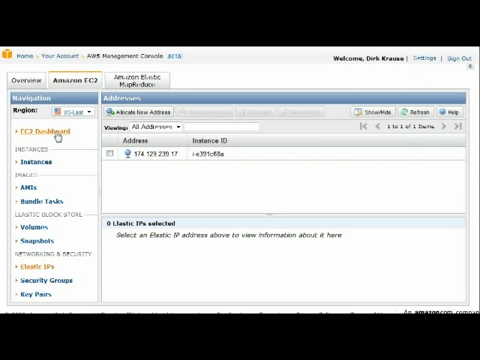 Home › Your Account › AWS Management Console BETA
Welcome, Dirk Krause | Settings | Sign Out
Overview
Amazon EC2
Amazon Elastic
MapReduce
Navigation
Region: US-East
EC2 Dashboard
INSTANCES
Instances
IMAGES
AMIs
Bundle Tasks
ELASTIC BLOCK STORE
Volumes
Snapshots
NETWORKING & SECURITY
Elastic IPs
Security Groups
Key Pairs
Addresses
Allocate New Address
Show/Hide Refresh Help
Viewing: All Addresses
1 to 1 of 1 Items
Address Instance ID
174.129.239.17
0 Elastic IPs selected
Select an Elastic IP address above to view information about it here
An amazon.com company